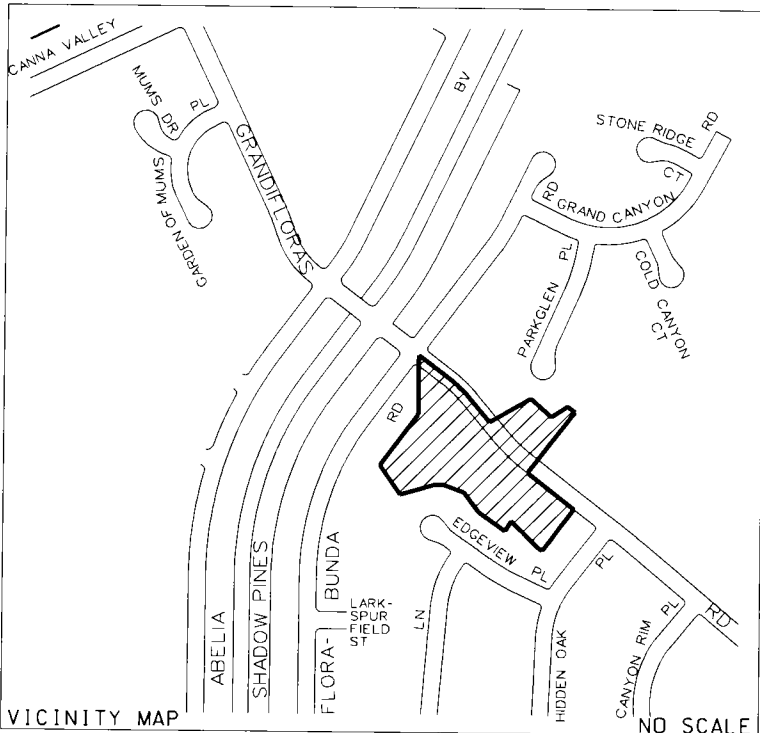 CANNA VALLEY
MUMS DR
PL
GARDEN OF MUMS
GRANDIFLORAS
BV
STONE RIDGE
CT
RD
RD
GRAND CANYON
PL
PARKGLEN
COLD CANYON
CT
RD
EDGEVIEW
PL
PL
LN
FLORA-
BUNDA
LARK-
SPUR
FIELD
ST
ABELIA
SHADOW PINES
HIDDEN OAK
CANYON RIM
PL
RD
VICINITY MAP
NO SCALE